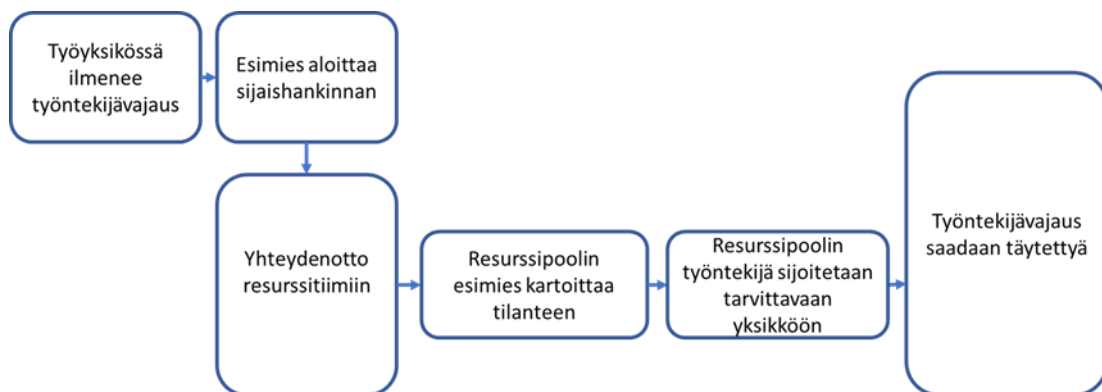 Työyksikössä
ilmenee
työntekijävajaus
Esimies aloittaa
sijaishankinnan
Yhteydenotto
resurssitiimiin
Resurssipoolin
esimies kartoittaa
tilanteen
Resurssipoolin
työntekijä sijoitetaan
tarvittavaan
yksikköön
Työntekijävajaus
saadaan täytettyä